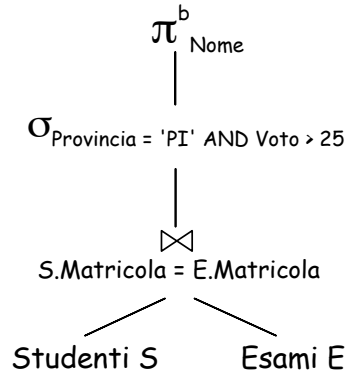 π^b Nome
σ Provincia = 'PI' AND Voto > 25
⋈
S.Matricola = E.Matricola
Studenti S Esami E